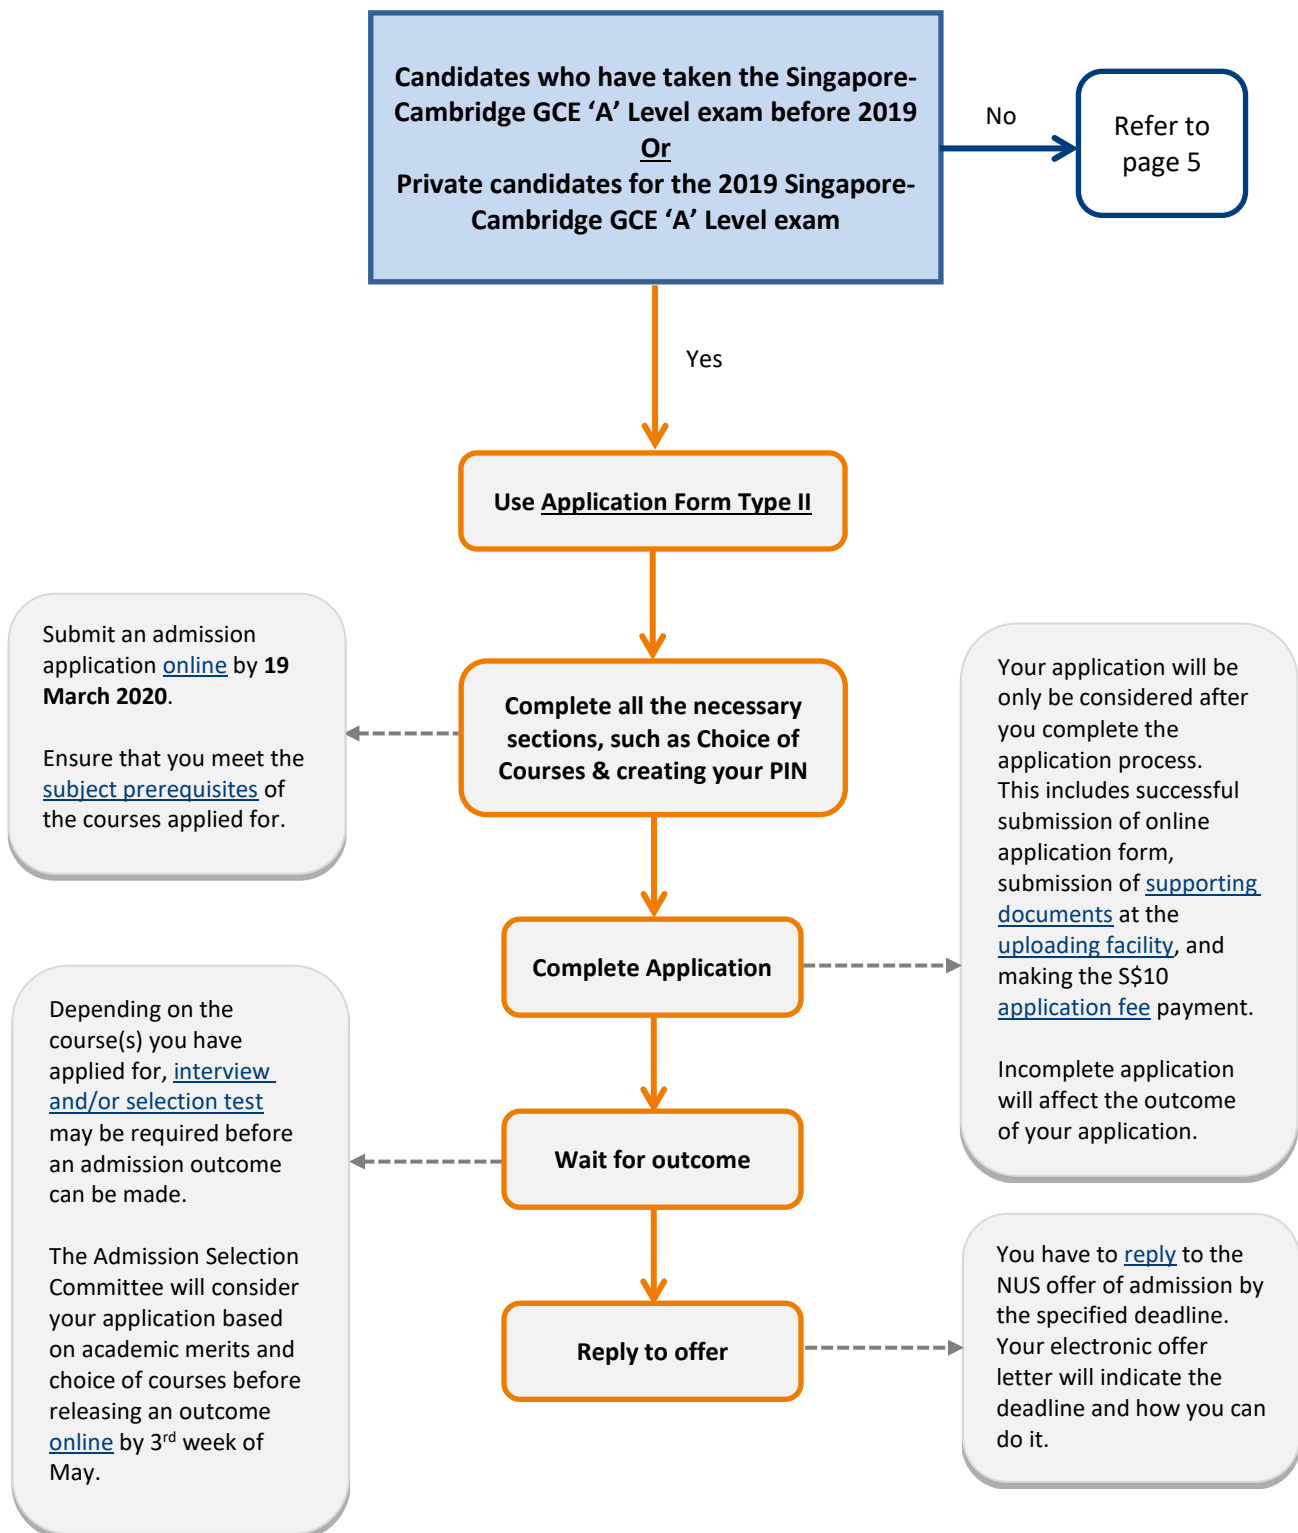 Candidates who have taken the Singapore-
Cambridge GCE ‘A’ Level exam before 2019
Or
Private candidates for the 2019 Singapore-
Cambridge GCE ‘A’ Level exam
No
Refer to
page 5
Yes
Use Application Form Type II
Submit an admission
application online by 19
March 2020.
Ensure that you meet the
subject prerequisites of
the courses applied for.
Complete all the necessary
sections, such as Choice of
Courses & creating your PIN
Your application will be
only be considered after
you complete the
application process.
This includes successful
submission of online
application form,
submission of supporting
documents at the
uploading facility, and
making the S$10
application fee payment.
Incomplete application
will affect the outcome
of your application.
Complete Application
Depending on the
course(s) you have
applied for, interview
and/or selection test
may be required before
an admission outcome
can be made.
The Admission Selection
Committee will consider
your application based
on academic merits and
choice of courses before
releasing an outcome
online by 3rd week of
May.
Wait for outcome
Reply to offer
You have to reply to the
NUS offer of admission by
the specified deadline.
Your electronic offer
letter will indicate the
deadline and how you can
do it.